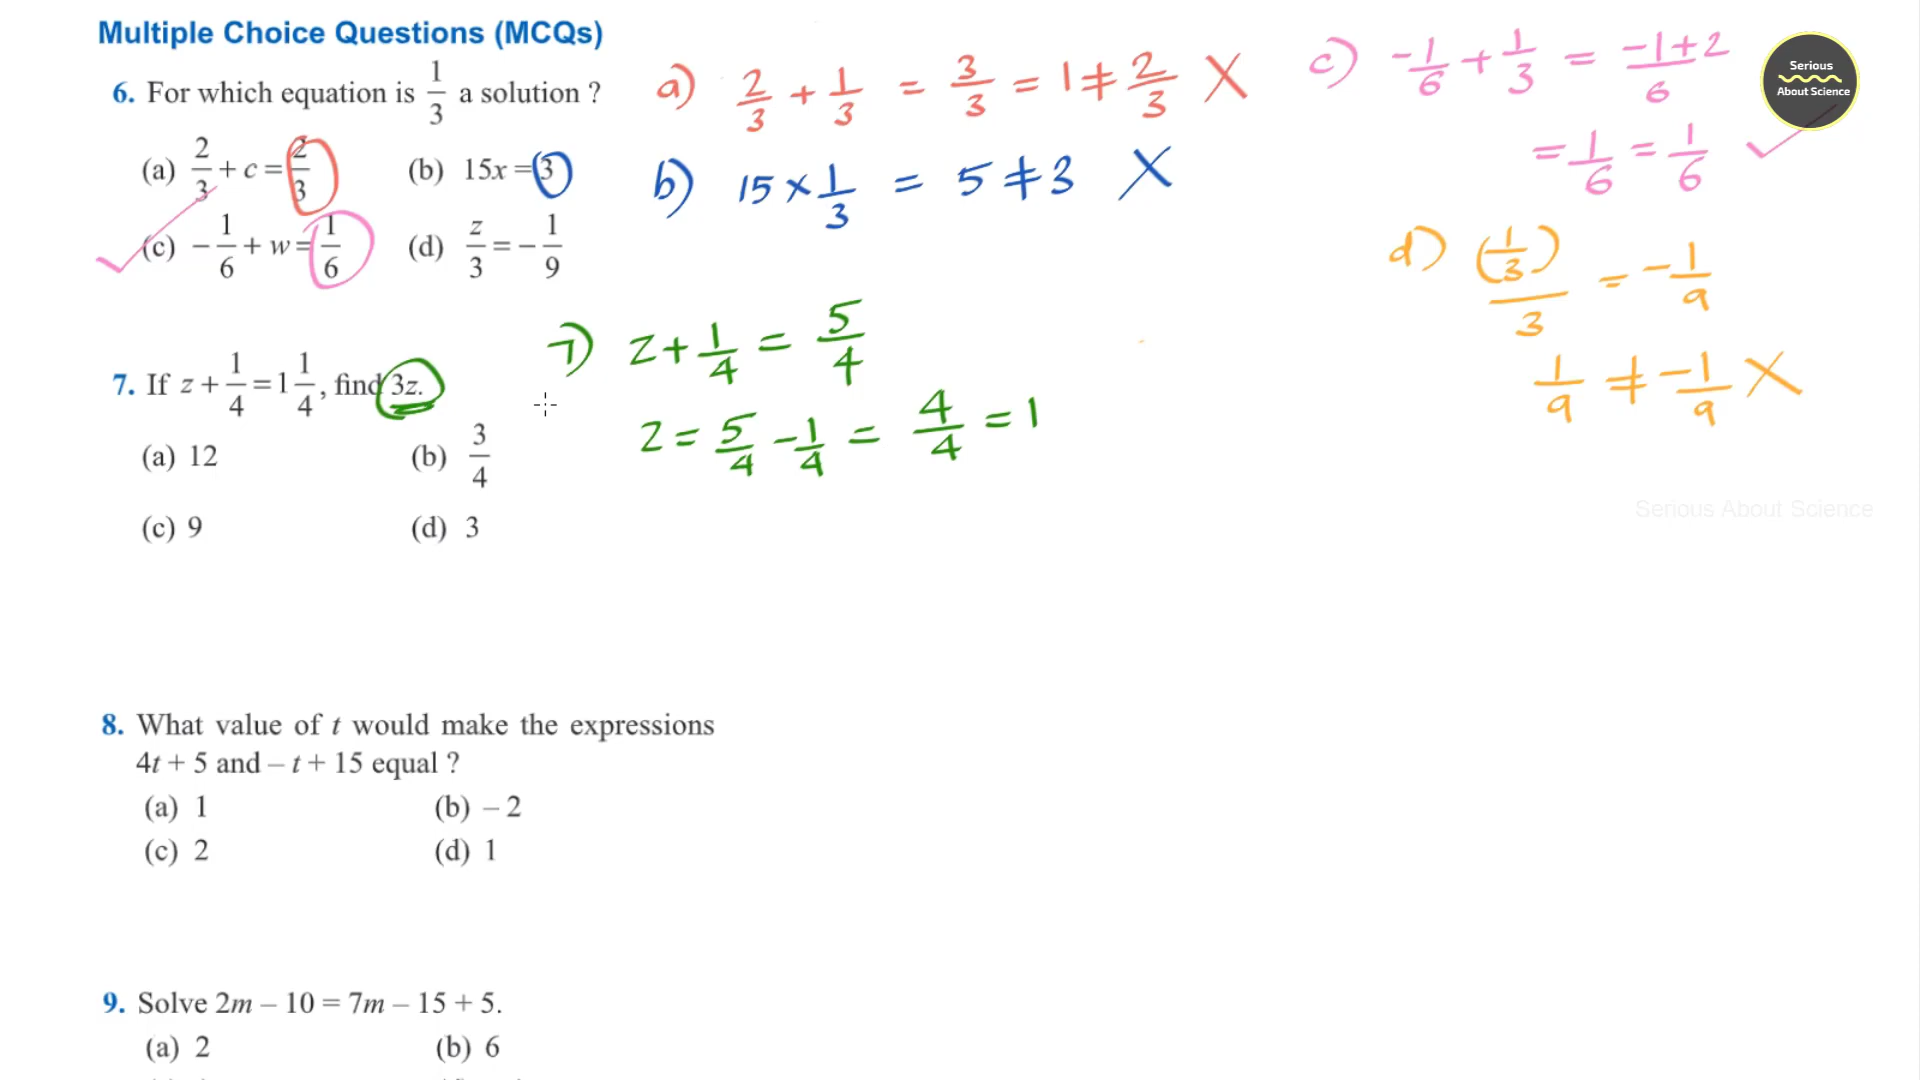 Multiple Choice Questions (MCQs)
6. For which equation is 1/3 a solution ?
(a) 2/3 + c = 2/3 (b) 15x = 3
(c) – 1/6 + w = 1/6 (d) z/3 = – 1/9
a) 2/3 + 1/3 = 3/3 = 1 ≠ 2/3 X
b) 15 × 1/3 = 5 ≠ 3 X
c) -1/6 + 1/3 = -1+2/6
= 1/6 = 1/6 ✓
d) (1/3)/3 = -1/9
1/9 ≠ -1/9 X
Serious
About Science
7. If z + 1/4 = 1 1/4, find 3z.
(a) 12 (b) 3/4
(c) 9 (d) 3
7) z + 1/4 = 5/4
z = 5/4 - 1/4 = 4/4 = 1
Serious About Science
8. What value of t would make the expressions
4t + 5 and – t + 15 equal ?
(a) 1 (b) – 2
(c) 2 (d) 1
9. Solve 2m – 10 = 7m – 15 + 5.
(a) 2 (b) 6